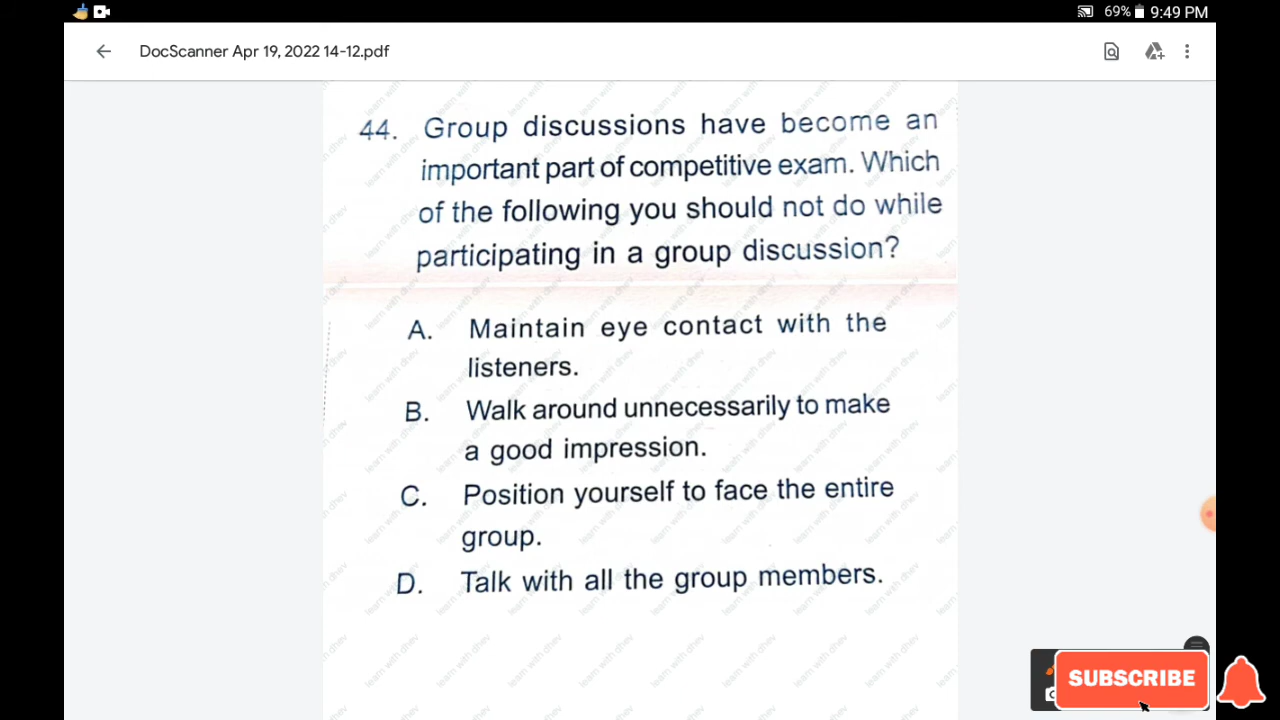 69% 9:49 PM
DocScanner Apr 19, 2022 14-12.pdf
44. Group discussions have become an
important part of competitive exam. Which
of the following you should not do while
participating in a group discussion?
A. Maintain eye contact with the
listeners.
B. Walk around unnecessarily to make
a good impression.
C. Position yourself to face the entire
group.
D. Talk with all the group members.
learn with dhev
SUBSCRIBE